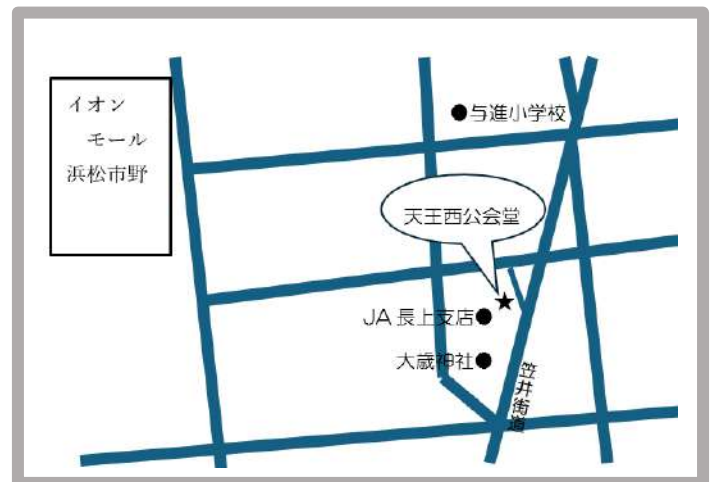 イオン
モール
浜松市野
●与進小学校
天王西公会堂
★
JA 長上支店●
大歳神社●
笠井街道